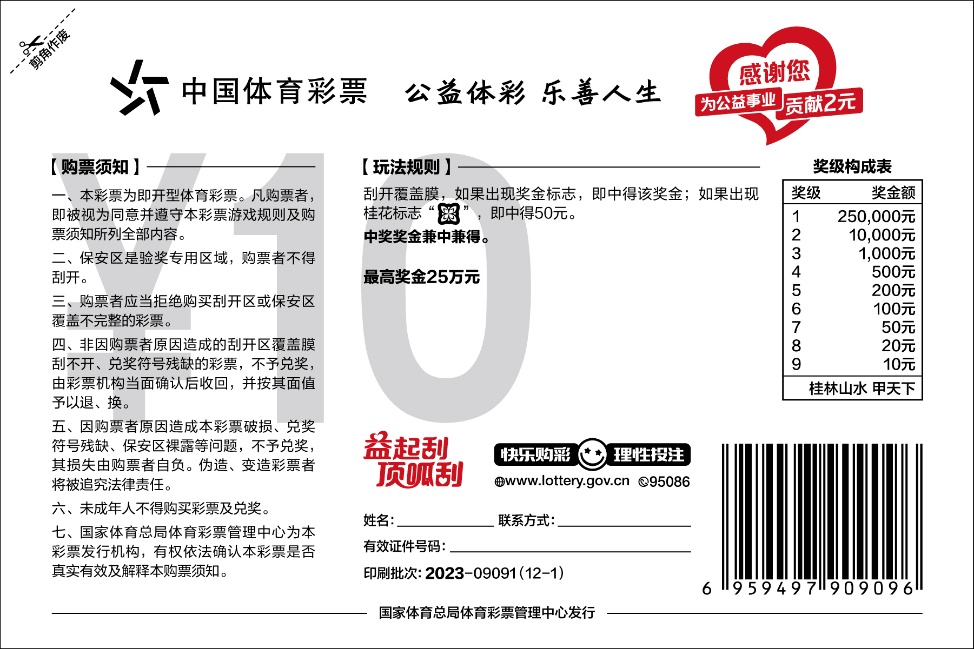 剪角作废
中国体育彩票
公益体彩 乐善人生
感谢您
为公益事业 贡献2元
¥10
【购票须知】
一、本彩票为即开型体育彩票。凡购票者，
即被视为同意并遵守本彩票游戏规则及购
票须知所列全部内容。
二、保安区是验奖专用区域，购票者不得
刮开。
三、购票者应当拒绝购买刮开区或保安区
覆盖不完整的彩票。
四、非因购票者原因造成的刮开区覆盖膜
刮不开、兑奖符号残缺的彩票，不予兑奖，
由彩票机构当面确认后收回，并按其面值
予以退、换。
五、因购票者原因造成本彩票破损、兑奖
符号残缺、保安区裸露等问题，不予兑奖，
其损失由购票者自负。伪造、变造彩票者
将被追究法律责任。
六、未成年人不得购买彩票及兑奖。
七、国家体育总局体育彩票管理中心为本
彩票发行机构，有权依法确认本彩票是否
真实有效及解释本购票须知。
【玩法规则】
刮开覆盖膜，如果出现奖金标志，即中得该奖金；如果出现
桂花标志“ ”，即中得50元。
中奖奖金兼中兼得。
最高奖金25万元
奖级构成表
奖级 奖金额
1 250,000元
2 10,000元
3 1,000元
4 500元
5 200元
6 100元
7 50元
8 20元
9 10元
桂林山水 甲天下
益起刮
顶呱刮
快乐购彩 理性投注
www.lottery.gov.cn 95086
姓名： 联系方式：
有效证件号码：
印刷批次：2023-09091（12-1）
6 959497 909096
国家体育总局体育彩票管理中心发行